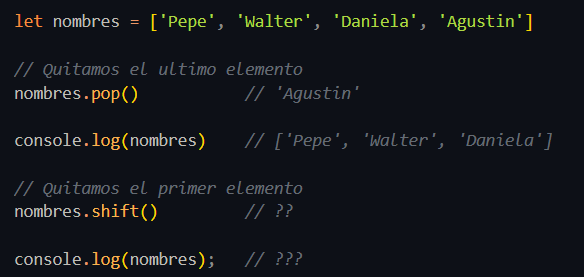 let nombres = ['Pepe', 'Walter', 'Daniela', 'Agustin']
// Quitamos el ultimo elemento
nombres.pop()           // 'Agustin'
console.log(nombres)    // ['Pepe', 'Walter', 'Daniela']
// Quitamos el primer elemento
nombres.shift()         // ??
console.log(nombres);   // ???